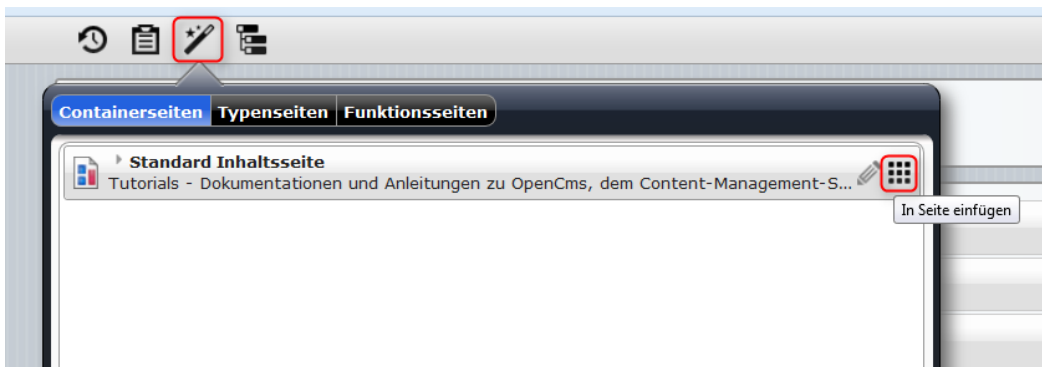 Containerseiten Typenseiten Funktionsseiten
Standard Inhaltsseite
Tutorials - Dokumentationen und Anleitungen zu OpenCms, dem Content-Management-S...
In Seite einfügen